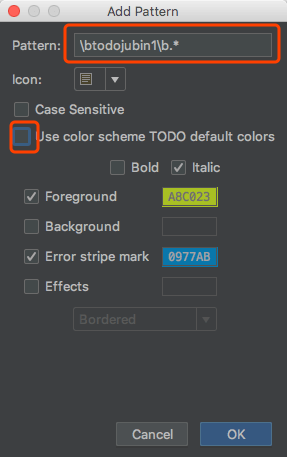 Add Pattern
Pattern: \btodojubin1\b.*
Icon:
Case Sensitive
Use color scheme TODO default colors
Bold Italic
Foreground A8C023
Background
Error stripe mark 0977AB
Effects
Bordered
Cancel OK